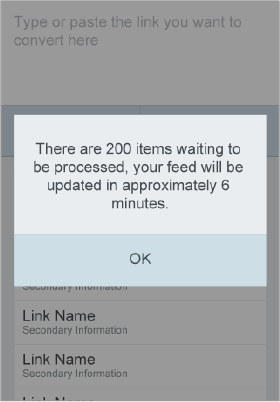 Type or paste the link you want to
convert here
There are 200 items waiting to
be processed, your feed will be
updated in approximately 6
minutes.
OK
Secondary Information
Link Name
Secondary Information
Link Name
Secondary Information